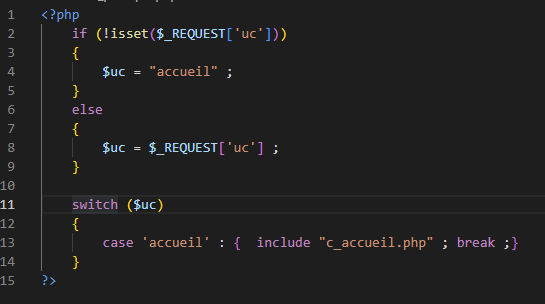 1 <?php
2 if (!isset($_REQUEST['uc']))
3 {
4 $uc = "accueil" ;
5 }
6 else
7 {
8 $uc = $_REQUEST['uc'] ;
9 }
10
11 switch ($uc)
12 {
13 case 'accueil' : {  include "c_accueil.php" ; break ;}
14 }
15 ?>